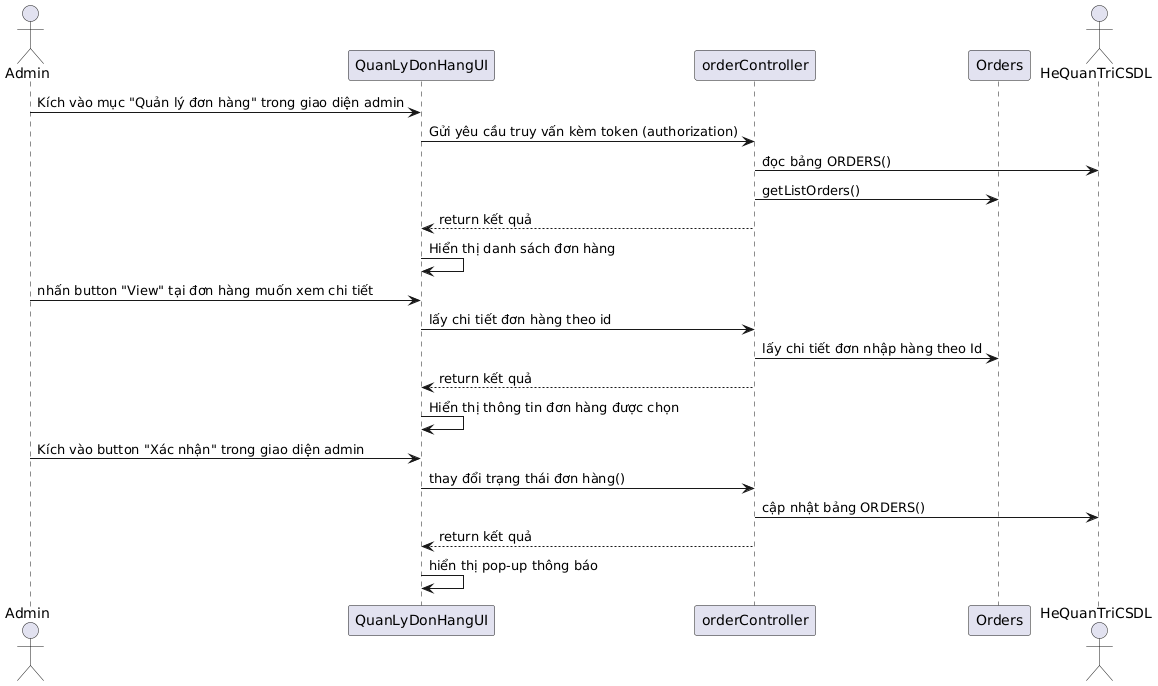 Admin
QuanLyDonHangUI
orderController
Orders
HeQuanTriCSDL
Kích vào mục "Quản lý đơn hàng" trong giao diện admin
Gửi yêu cầu truy vấn kèm token (authorization)
đọc bảng ORDERS()
getListOrders()
return kết quả
Hiển thị danh sách đơn hàng
nhấn button "View" tại đơn hàng muốn xem chi tiết
lấy chi tiết đơn hàng theo id
lấy chi tiết đơn nhập hàng theo Id
return kết quả
Hiển thị thông tin đơn hàng được chọn
Kích vào button "Xác nhận" trong giao diện admin
thay đổi trạng thái đơn hàng()
cập nhật bảng ORDERS()
return kết quả
hiển thị pop-up thông báo
Admin
QuanLyDonHangUI
orderController
Orders
HeQuanTriCSDL